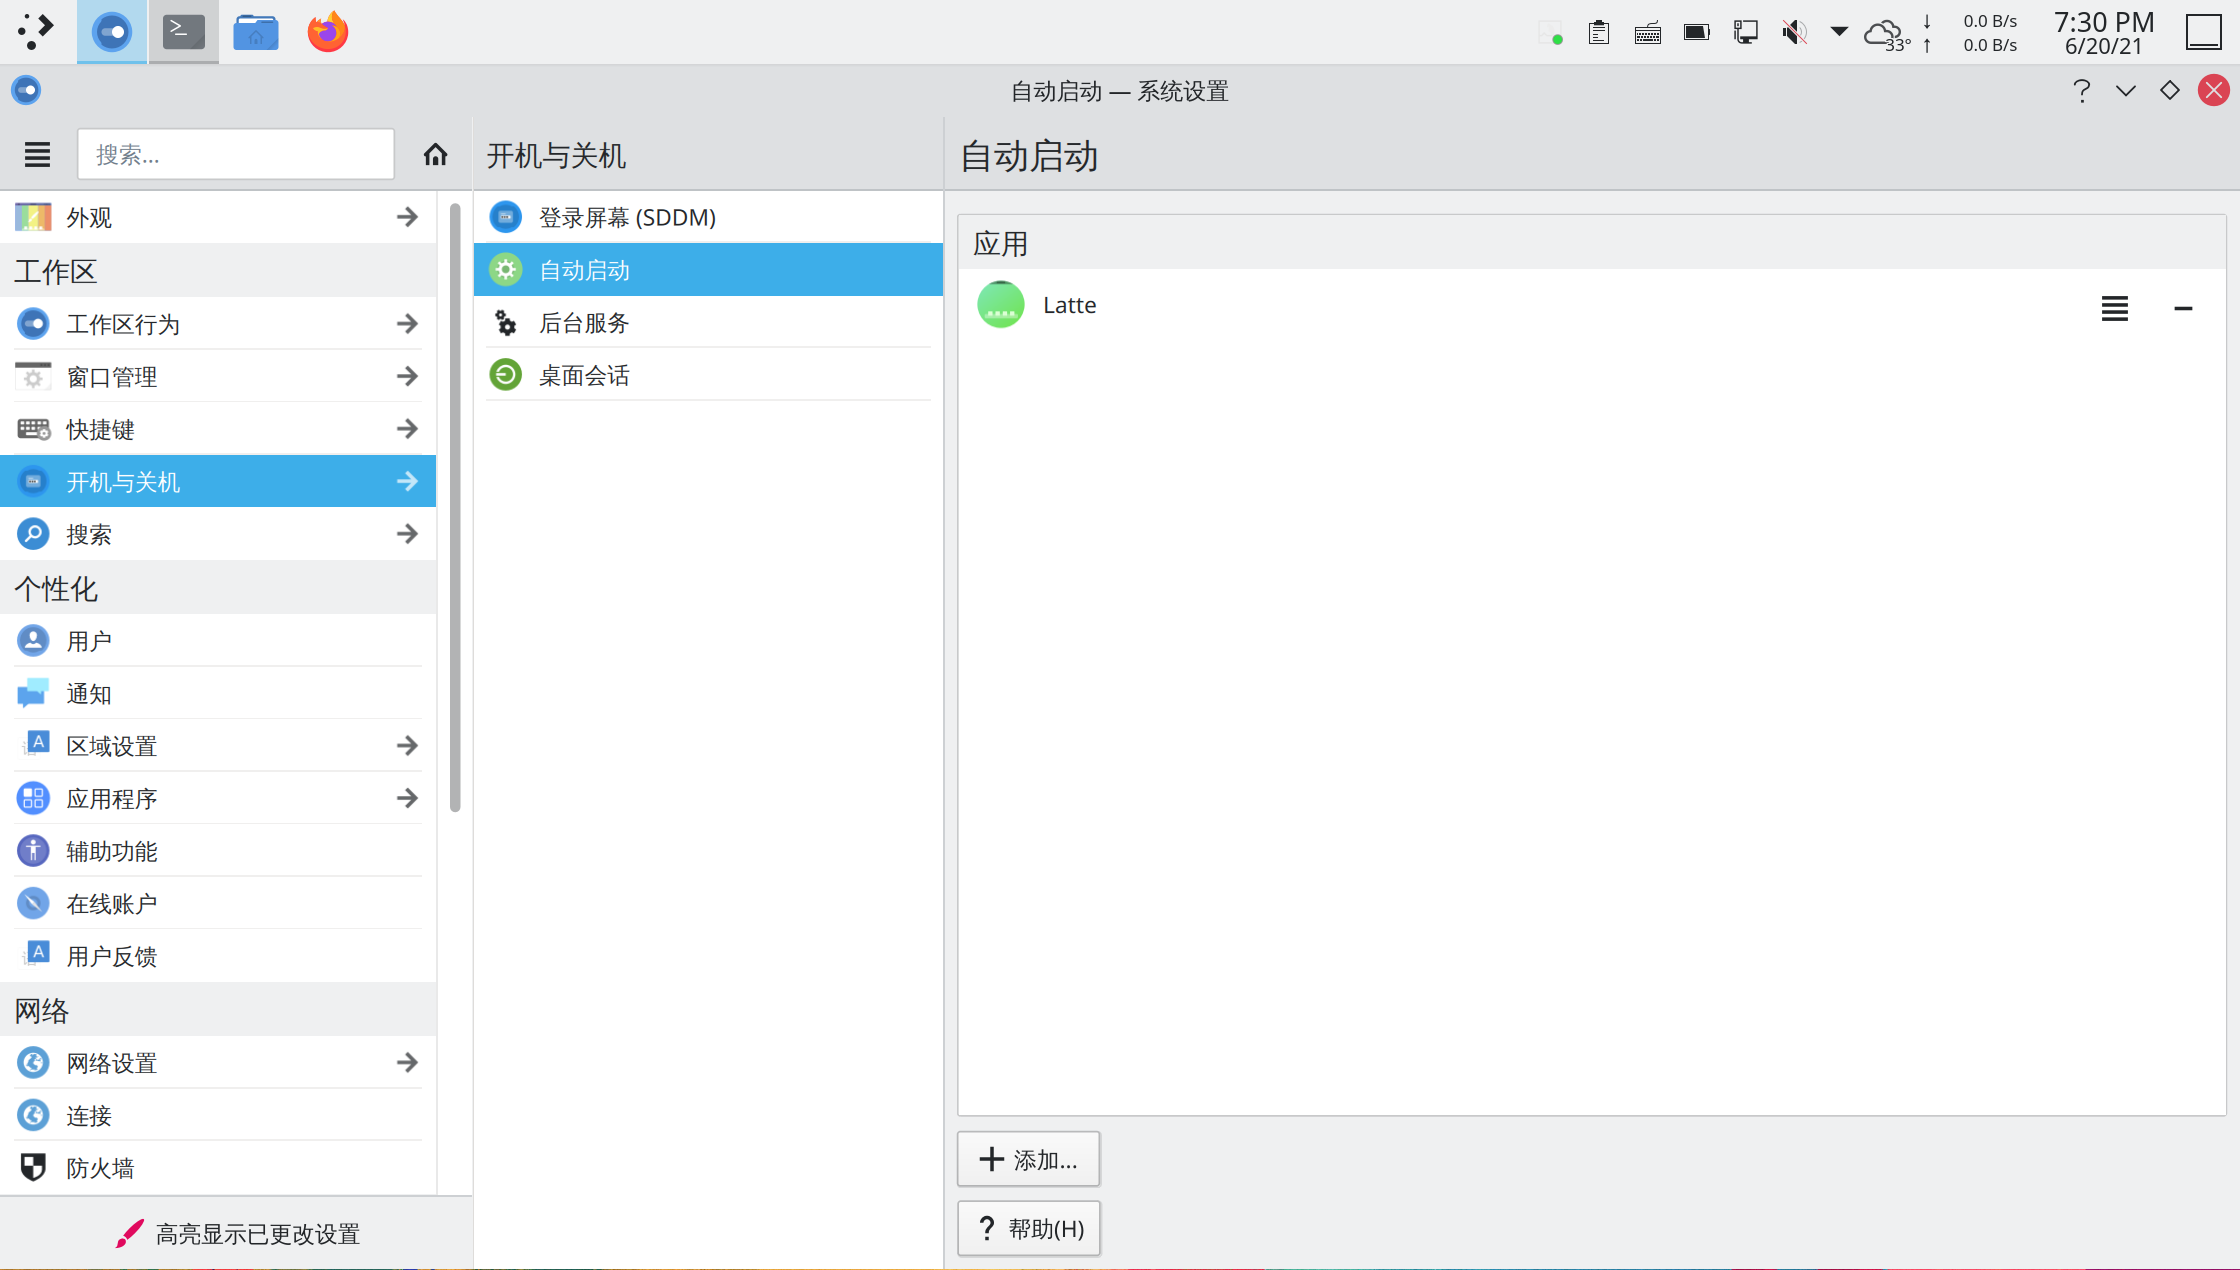 33°
0.0 B/s
0.0 B/s
7:30 PM
6/20/21
自动启动 — 系统设置
搜索...
开机与关机
自动启动
外观
工作区
工作区行为
窗口管理
快捷键
开机与关机
搜索
个性化
用户
通知
区域设置
应用程序
辅助功能
在线账户
用户反馈
网络
网络设置
连接
防火墙
高亮显示已更改设置
登录屏幕 (SDDM)
自动启动
后台服务
桌面会话
应用
Latte
添加...
帮助(H)